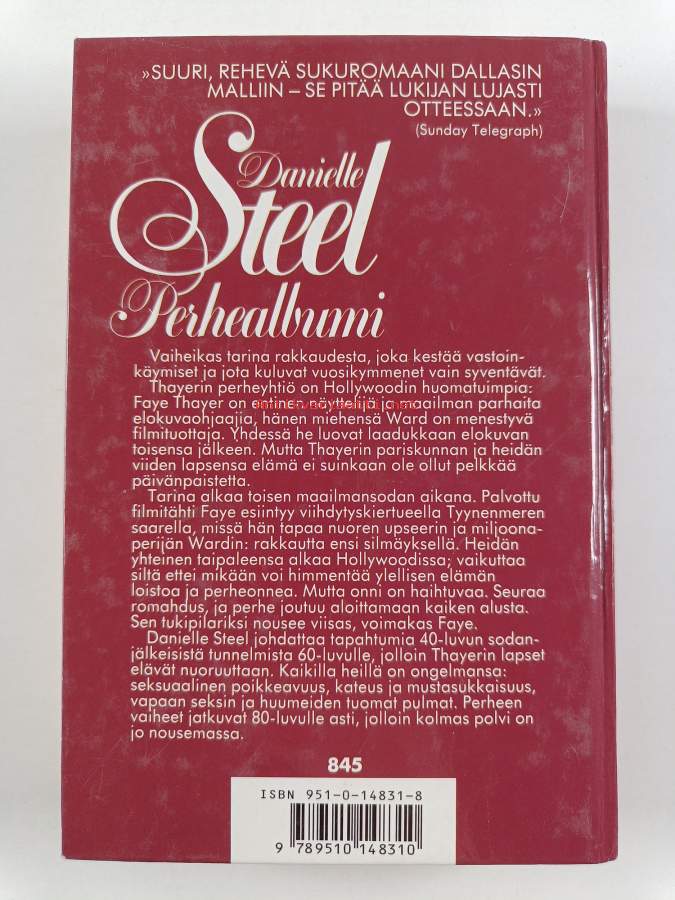 »SUURI, REHEVÄ SUKUROMAANI DALLASIN
MALLIIN – SE PITÄÄ LUKIJAN LUJASTI
OTTEESSAAN.»
(Sunday Telegraph)
Danielle
Steel
Perhealbumi
Vaiheikas tarina rakkaudesta, joka kestää vastoin-
käymiset ja jota kuluvat vuosikymmenet vain syventävät.
Thayerin perheyhtiö on Hollywoodin huomatuimpia:
Faye Thayer on entinen näyttelijä ja maailman parhaita
elokuvaohjaajia, hänen miehensä Ward on menestyvä
filmituottaja. Yhdessä he luovat laadukkaan elokuvan
toisensa jälkeen. Mutta Thayerin pariskunnan ja heidän
viiden lapsensa elämä ei suinkaan ole ollut pelkkää
päivänpaistetta.
Tarina alkaa toisen maailmansodan aikana. Palvottu
filmitähti Faye esiintyy viihdytyskiertueella Tyynenmeren
saarella, missä hän tapaa nuoren upseerin ja miljoona-
perijän Wardin: rakkautta ensi silmäyksellä. Heidän
yhteinen taipaleensa alkaa Hollywoodissa; vaikuttaa
siltä ettei mikään voi himmentää ylellisen elämän
loistoa ja perheonnea. Mutta onni on haihtuvaa. Seuraa
romahdus, ja perhe joutuu aloittamaan kaiken alusta.
Sen tukipilariksi nousee viisas, voimakas Faye.
Danielle Steel johdattaa tapahtumia 40-luvun sodan-
jälkeisistä tunnelmista 60-luvulle, jolloin Thayerin lapset
elävät nuoruuttaan. Kaikilla heillä on ongelmansa:
seksuaalinen poikkeavuus, kateus ja mustasukkaisuus,
vapaan seksin ja huumeiden tuomat pulmat. Perheen
vaiheet jatkuvat 80-luvulle asti, jolloin kolmas polvi on
jo nousemassa.
845
ISBN 951-0-14831-8
9 789510 148310